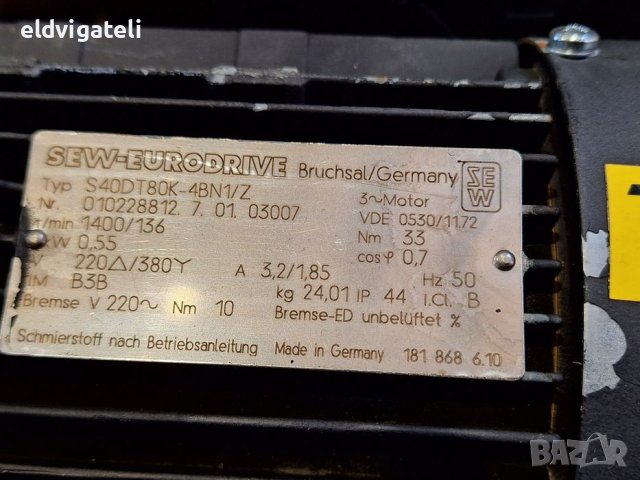 eldvigateli
SEW-EURODRIVE Bruchsal/Germany
SEW
Typ S40DT80K-4BN1/Z 3~Motor
Nr. 010228812. 7. 01. 03007 VDE 0530/11.72
r/min 1400/136 Nm 33
kW 0,55 cos φ 0,7
V 220△/380Y A 3,2/1,85 Hz 50
IM B3B kg 24,01 IP 44 I.Cl. B
Bremse V 220~ Nm 10 Bremse-ED unbelüftet %
Schmierstoff nach Betriebsanleitung Made in Germany 181 868 6.10
BAZAR